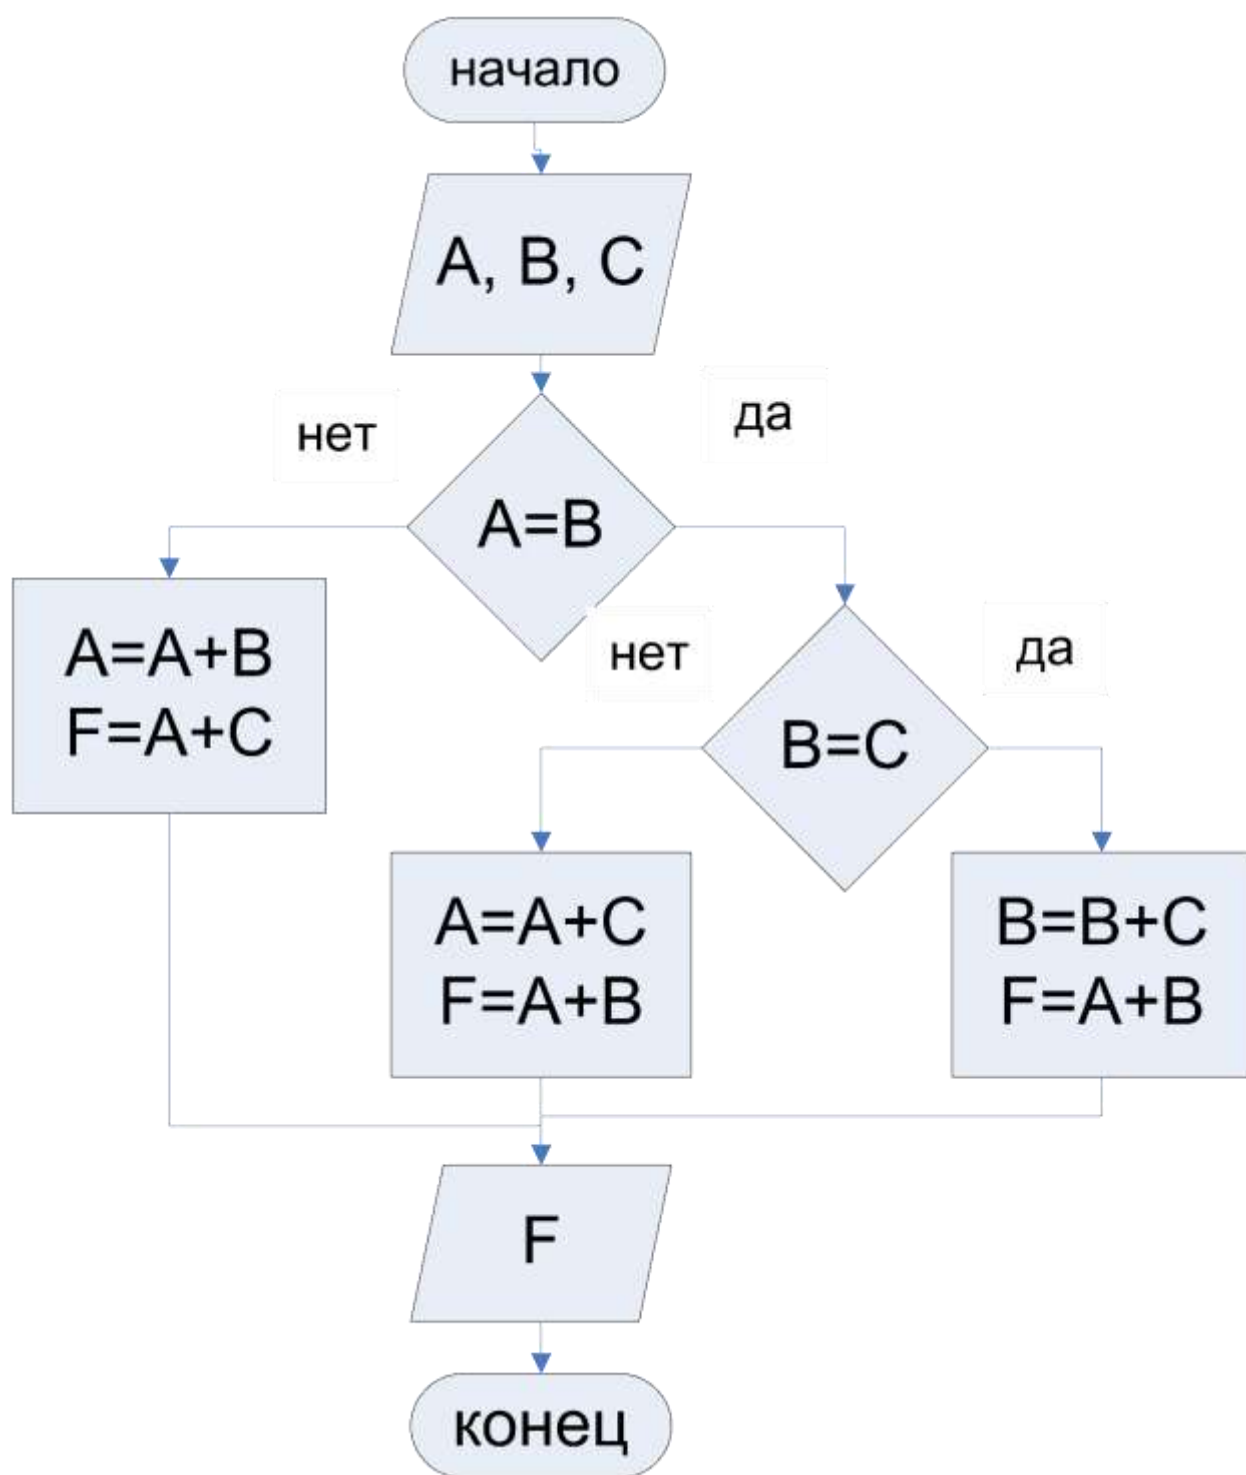 начало
A, B, C
нет
да
A=B
A=A+B
F=A+C
нет
да
B=C
A=A+C
F=A+B
B=B+C
F=A+B
F
конец